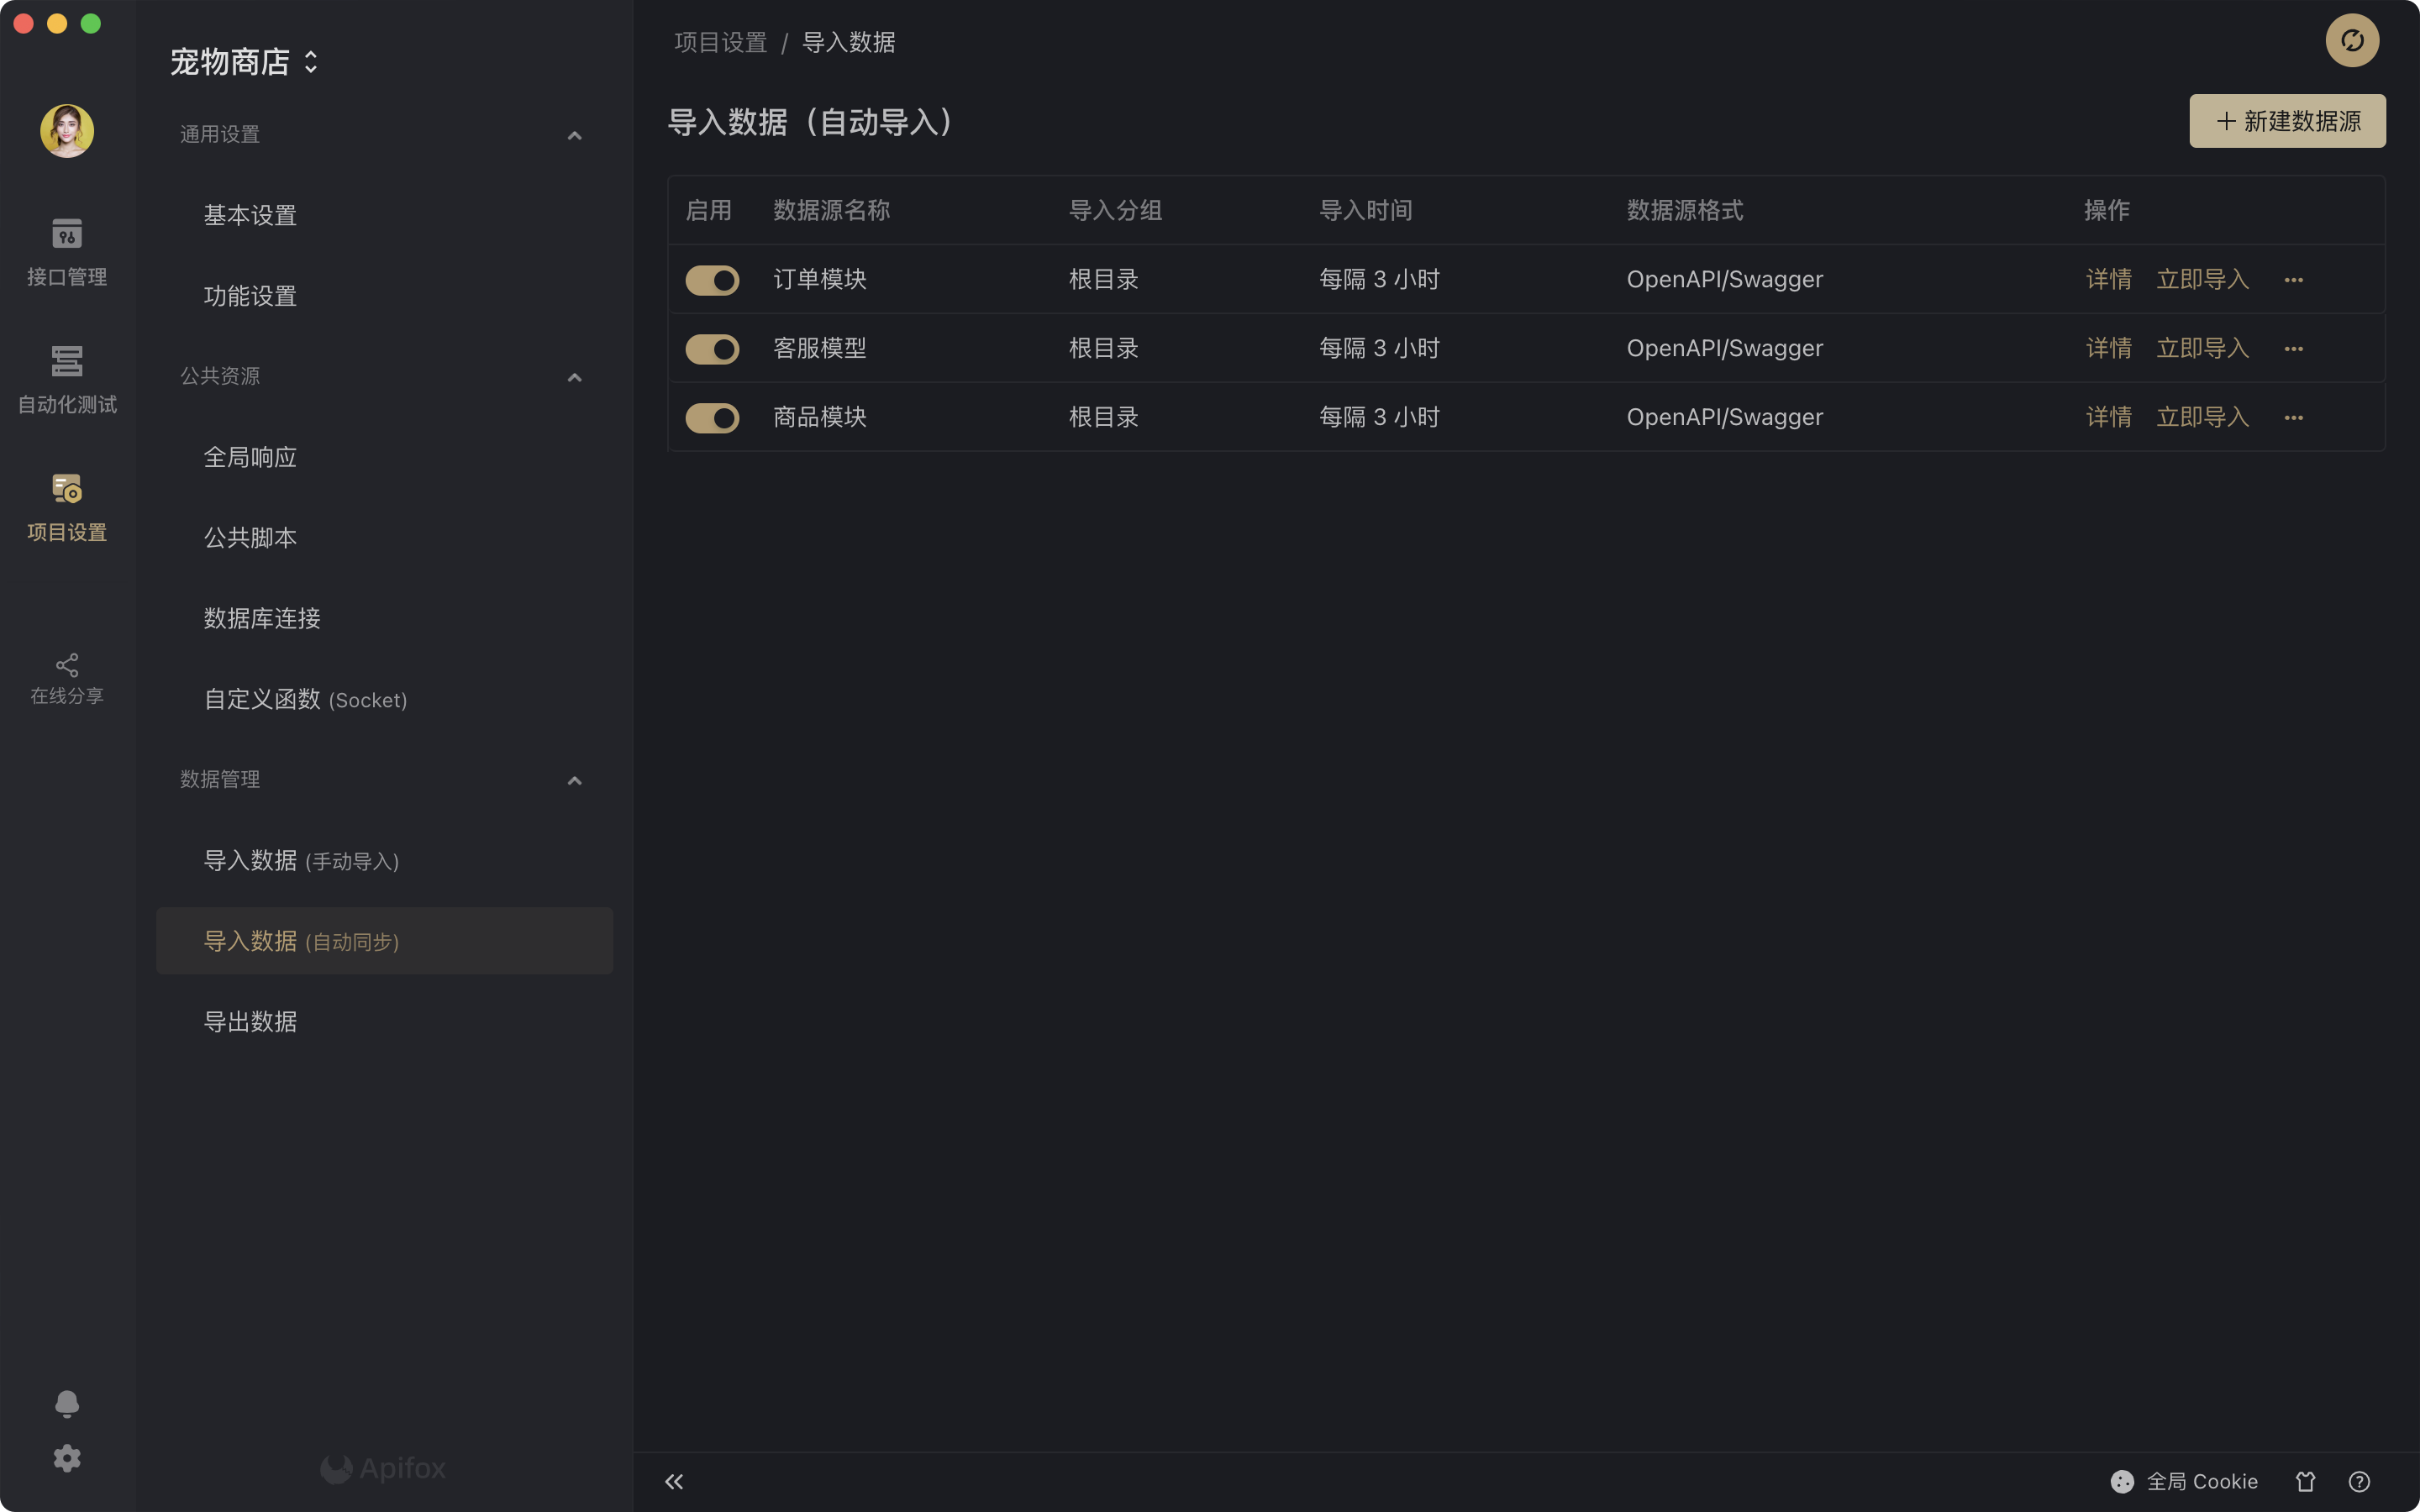 宠物商店
接口管理
自动化测试
项目设置
在线分享
通用设置
基本设置
功能设置
公共资源
全局响应
公共脚本
数据库连接
自定义函数 (Socket)
数据管理
导入数据 (手动导入)
导入数据 (自动同步)
导出数据
Apifox
项目设置 / 导入数据
导入数据（自动导入）
+ 新建数据源
启用 数据源名称 导入分组 导入时间 数据源格式 操作
订单模块 根目录 每隔 3 小时 OpenAPI/Swagger 详情 立即导入 •••
客服模型 根目录 每隔 3 小时 OpenAPI/Swagger 详情 立即导入 •••
商品模块 根目录 每隔 3 小时 OpenAPI/Swagger 详情 立即导入 •••
全局 Cookie